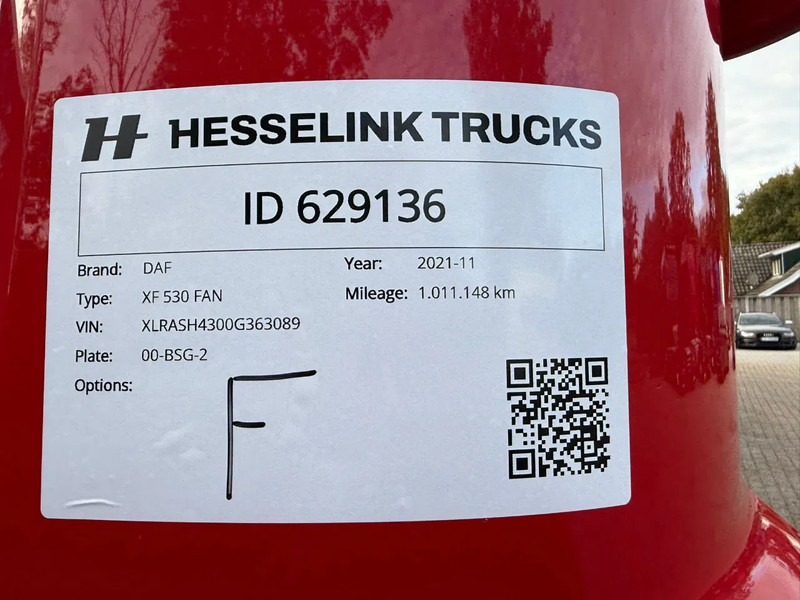 H HESSELINK TRUCKS
ID 629136
Brand: DAF Year: 2021-11
Type: XF 530 FAN Mileage: 1.011.148 km
VIN: XLRASH4300G363089
Plate: 00-BSG-2
Options:
F